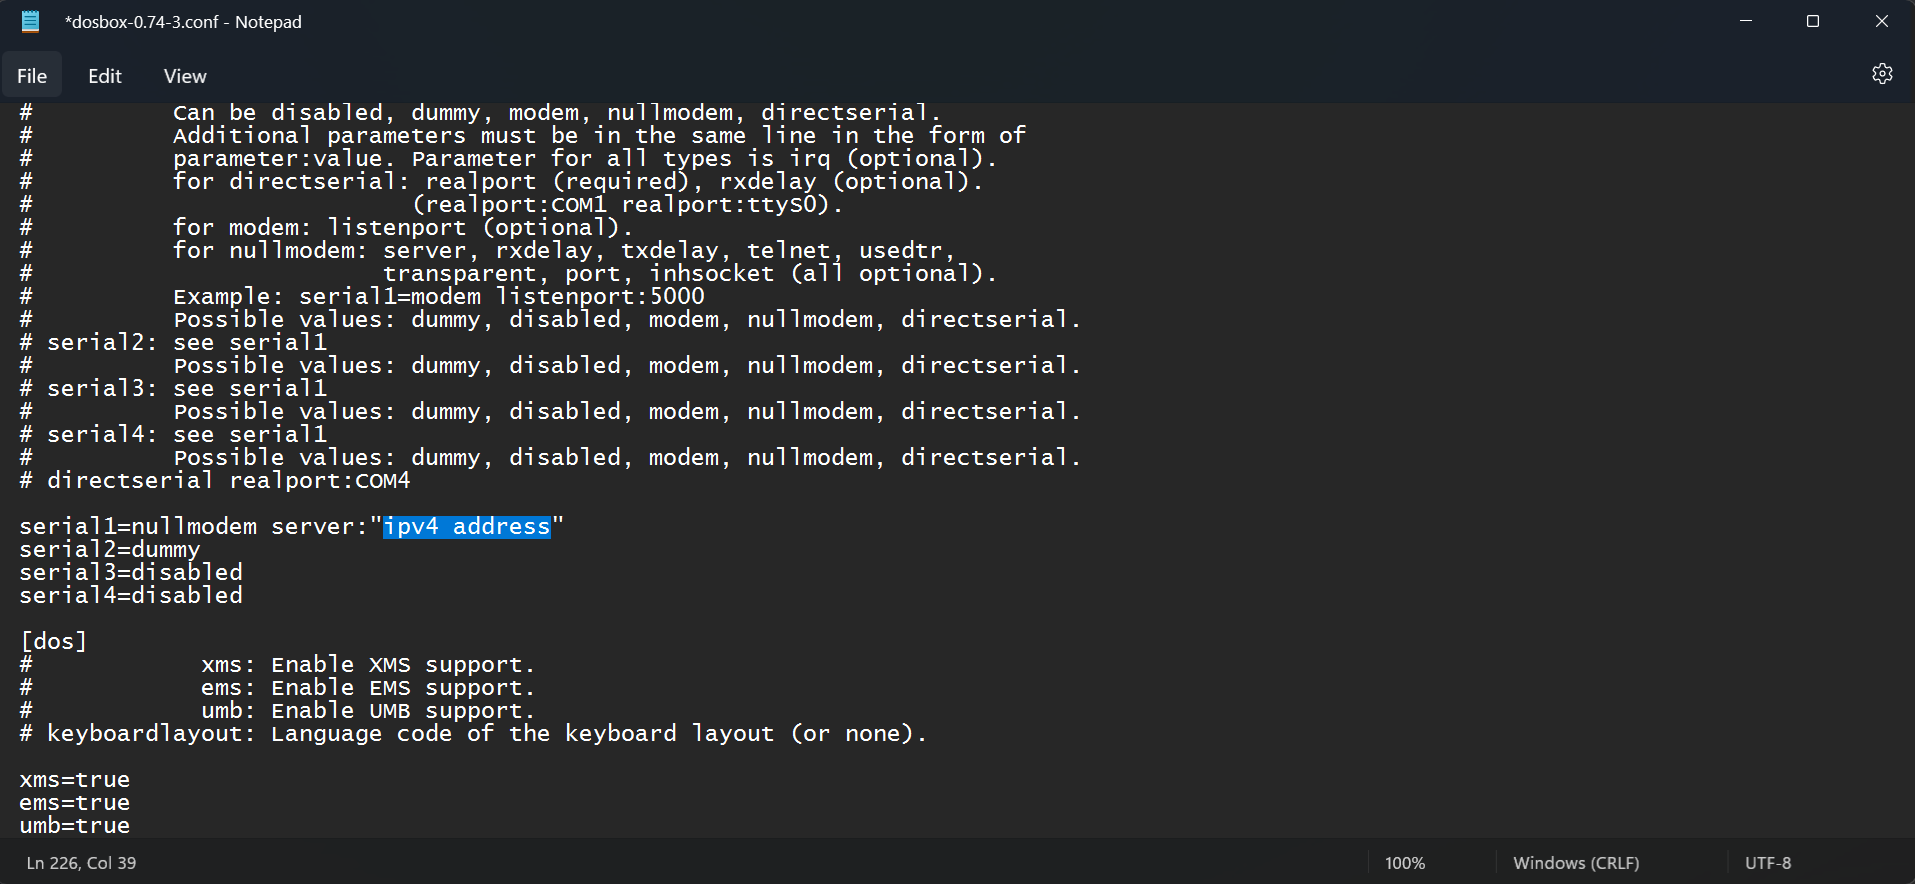 *dosbox-0.74-3.conf - Notepad
File Edit View
# Can be disabled, dummy, modem, nullmodem, directserial.
# Additional parameters must be in the same line in the form of
# parameter:value. Parameter for all types is irq (optional).
# for directserial: realport (required), rxdelay (optional).
# (realport:COM1 realport:ttyS0).
# for modem: listenport (optional).
# for nullmodem: server, rxdelay, txdelay, telnet, usedtr,
# transparent, port, inhsocket (all optional).
# Example: serial1=modem listenport:5000
# Possible values: dummy, disabled, modem, nullmodem, directserial.
# serial2: see serial1
# Possible values: dummy, disabled, modem, nullmodem, directserial.
# serial3: see serial1
# Possible values: dummy, disabled, modem, nullmodem, directserial.
# serial4: see serial1
# Possible values: dummy, disabled, modem, nullmodem, directserial.
# directserial realport:COM4
serial1=nullmodem server:"ipv4 address"
serial2=dummy
serial3=disabled
serial4=disabled
[dos]
# xms: Enable XMS support.
# ems: Enable EMS support.
# umb: Enable UMB support.
# keyboardlayout: Language code of the keyboard layout (or none).
xms=true
ems=true
umb=true
Ln 226, Col 39 100% Windows (CRLF) UTF-8